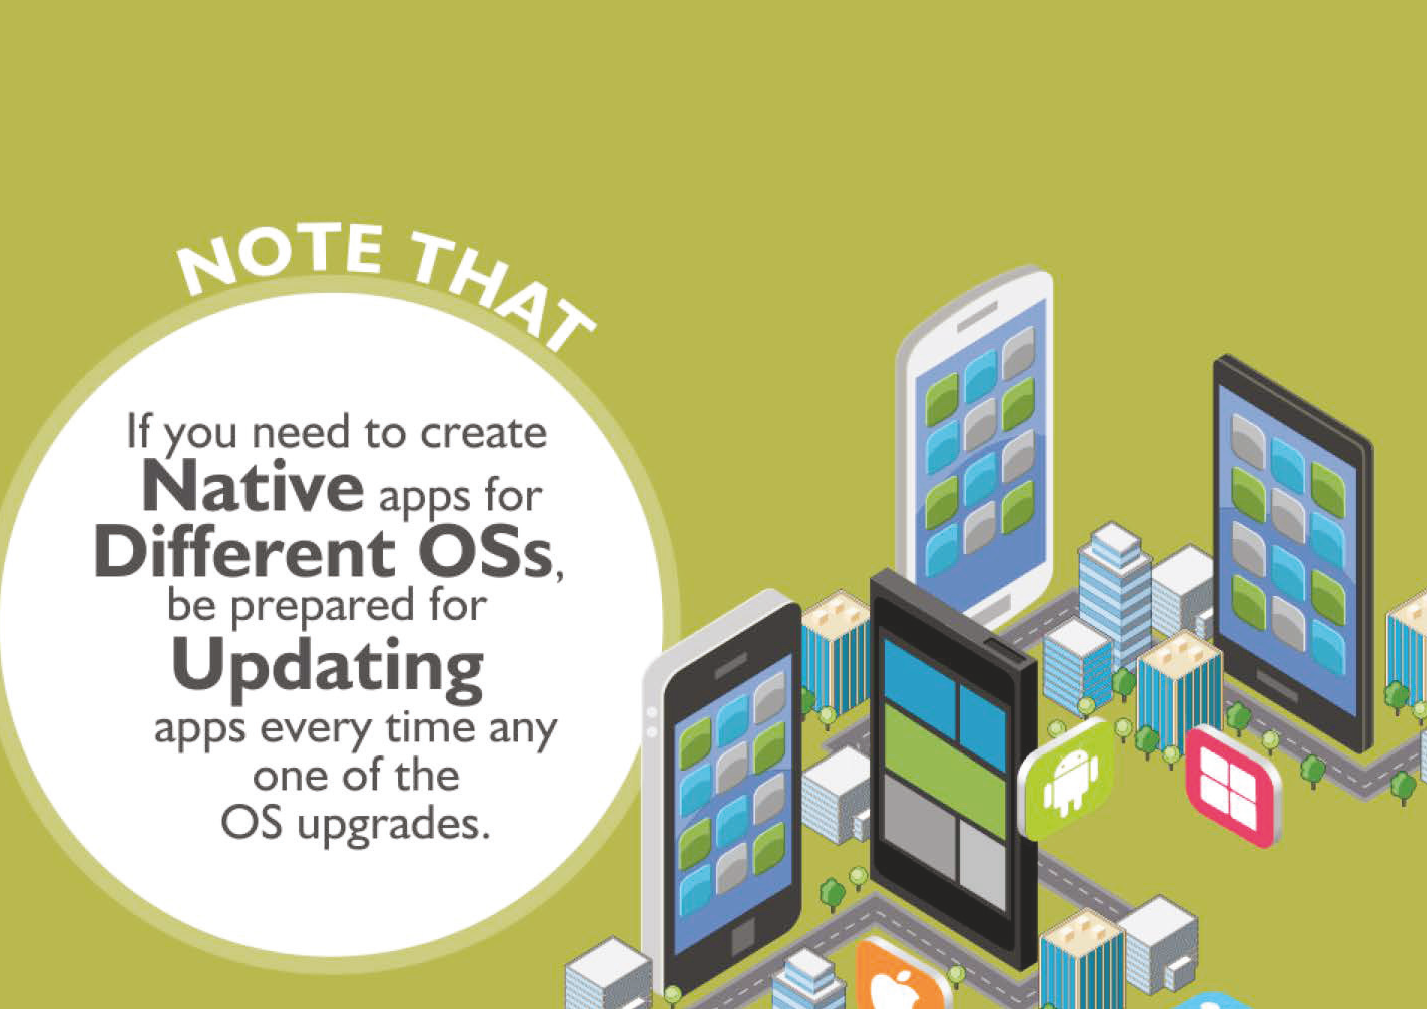 NOTE THAT
If you need to create
Native apps for
Different OSs,
be prepared for
Updating
apps every time any
one of the
OS upgrades.